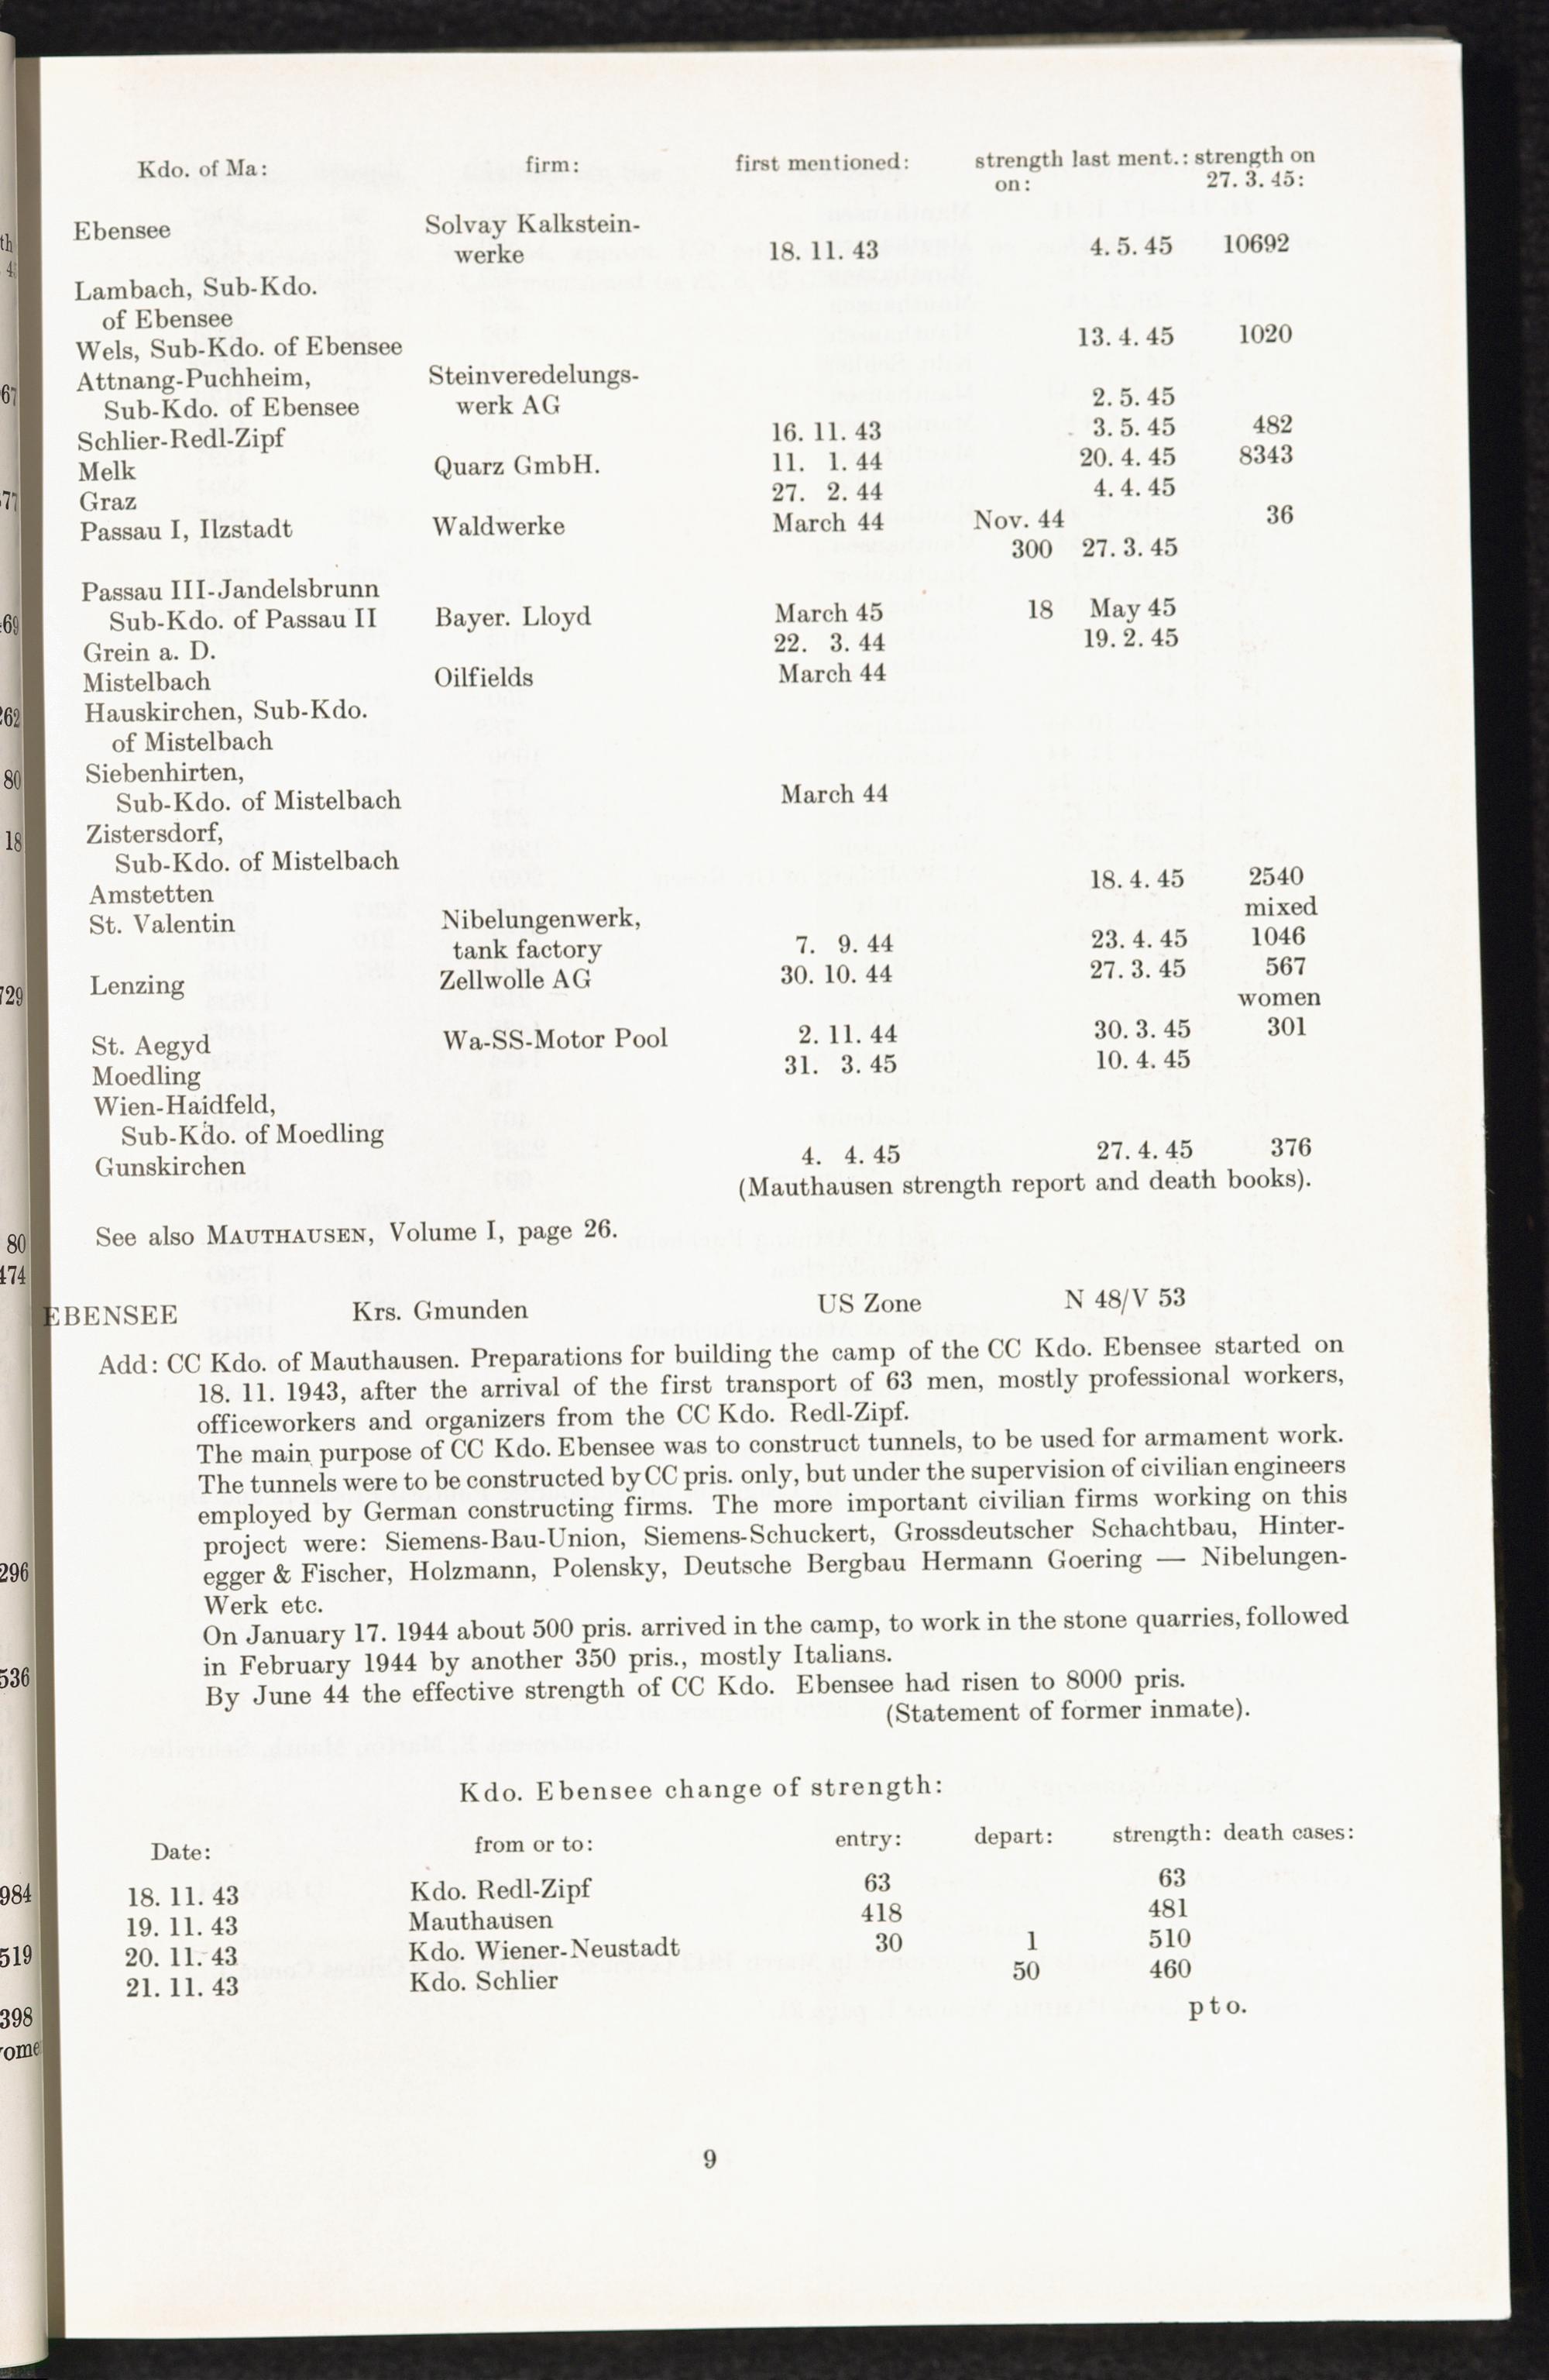 Kdo. of Ma: firm: first mentioned: strength last ment.: strength on
on: 27. 3. 45:
Ebensee Solvay Kalkstein-
werke 18. 11. 43 4. 5. 45 10692
Lambach, Sub-Kdo.
of Ebensee
Wels, Sub-Kdo. of Ebensee 13. 4. 45 1020
Attnang-Puchheim, Steinveredelungs-
Sub-Kdo. of Ebensee werk AG 2. 5. 45
Schlier-Redl-Zipf 16. 11. 43 3. 5. 45 482
Melk Quarz GmbH. 11. 1. 44 20. 4. 45 8343
Graz 27. 2. 44 4. 4. 45
Passau I, Ilzstadt Waldwerke March 44 Nov. 44 36
300 27. 3. 45
Passau III-Jandelsbrunn
Sub-Kdo. of Passau II Bayer. Lloyd March 45 18 May 45
Grein a. D. 22. 3. 44 19. 2. 45
Mistelbach Oilfields March 44
Hauskirchen, Sub-Kdo.
of Mistelbach
Siebenhirten,
Sub-Kdo. of Mistelbach March 44
Zistersdorf,
Sub-Kdo. of Mistelbach
Amstetten 18. 4. 45 2540
mixed
St. Valentin Nibelungenwerk,
tank factory 7. 9. 44 23. 4. 45 1046
Lenzing Zellwolle AG 30. 10. 44 27. 3. 45 567
women
St. Aegyd Wa-SS-Motor Pool 2. 11. 44 30. 3. 45 301
Moedling 31. 3. 45 10. 4. 45
Wien-Haidfeld,
Sub-Kdo. of Moedling
Gunskirchen 4. 4. 45 27. 4. 45 376
(Mauthausen strength report and death books).
See also MAUTHAUSEN, Volume I, page 26.
EBENSEE Krs. Gmunden US Zone N 48/V 53
Add: CC Kdo. of Mauthausen. Preparations for building the camp of the CC Kdo. Ebensee started on
18. 11. 1943, after the arrival of the first transport of 63 men, mostly professional workers,
officeworkers and organizers from the CC Kdo. Redl-Zipf.
The main purpose of CC Kdo. Ebensee was to construct tunnels, to be used for armament work.
The tunnels were to be constructed by CC pris. only, but under the supervision of civilian engineers
employed by German constructing firms. The more important civilian firms working on this
project were: Siemens-Bau-Union, Siemens-Schuckert, Grossdeutscher Schachtbau, Hinter-
egger & Fischer, Holzmann, Polensky, Deutsche Bergbau Hermann Goering — Nibelungen-
Werk etc.
On January 17. 1944 about 500 pris. arrived in the camp, to work in the stone quarries, followed
in February 1944 by another 350 pris., mostly Italians.
By June 44 the effective strength of CC Kdo. Ebensee had risen to 8000 pris.
(Statement of former inmate).
Kdo. Ebensee change of strength:
Date: from or to: entry: depart: strength: death cases:
18. 11. 43 Kdo. Redl-Zipf 63 63
19. 11. 43 Mauthausen 418 481
20. 11. 43 Kdo. Wiener-Neustadt 30 1 510
21. 11. 43 Kdo. Schlier 50 460
pto.
9